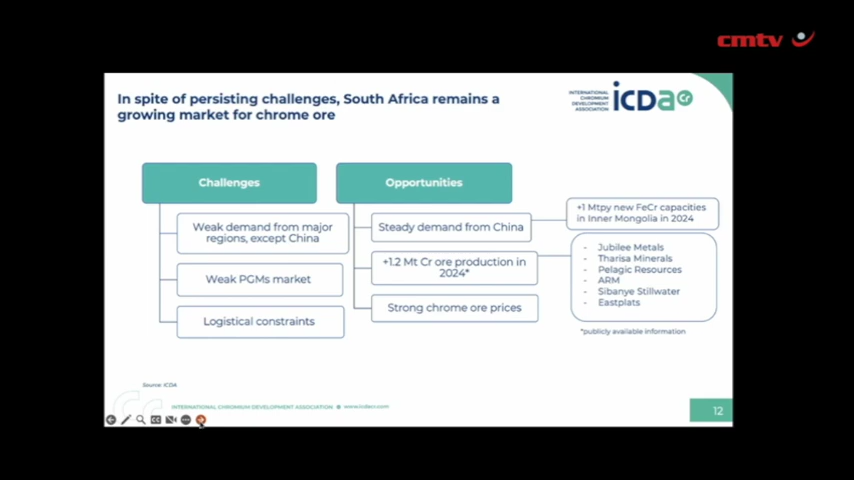 cmtv
In spite of persisting challenges, South Africa remains a
growing market for chrome ore
INTERNATIONAL
CHROMIUM
DEVELOPMENT
ASSOCIATION
icda Cr
Challenges
Opportunities
Weak demand from major
regions, except China
Weak PGMs market
Logistical constraints
Steady demand from China
+1.2 Mt Cr ore production in
2024*
Strong chrome ore prices
+1 Mtpy new FeCr capacities
in Inner Mongolia in 2024
- Jubilee Metals
- Tharisa Minerals
- Pelagic Resources
- ARM
- Sibanye Stillwater
- Eastplats
*publicly available information
Source: ICDA
INTERNATIONAL CHROMIUM DEVELOPMENT ASSOCIATION www.icdacr.com
12